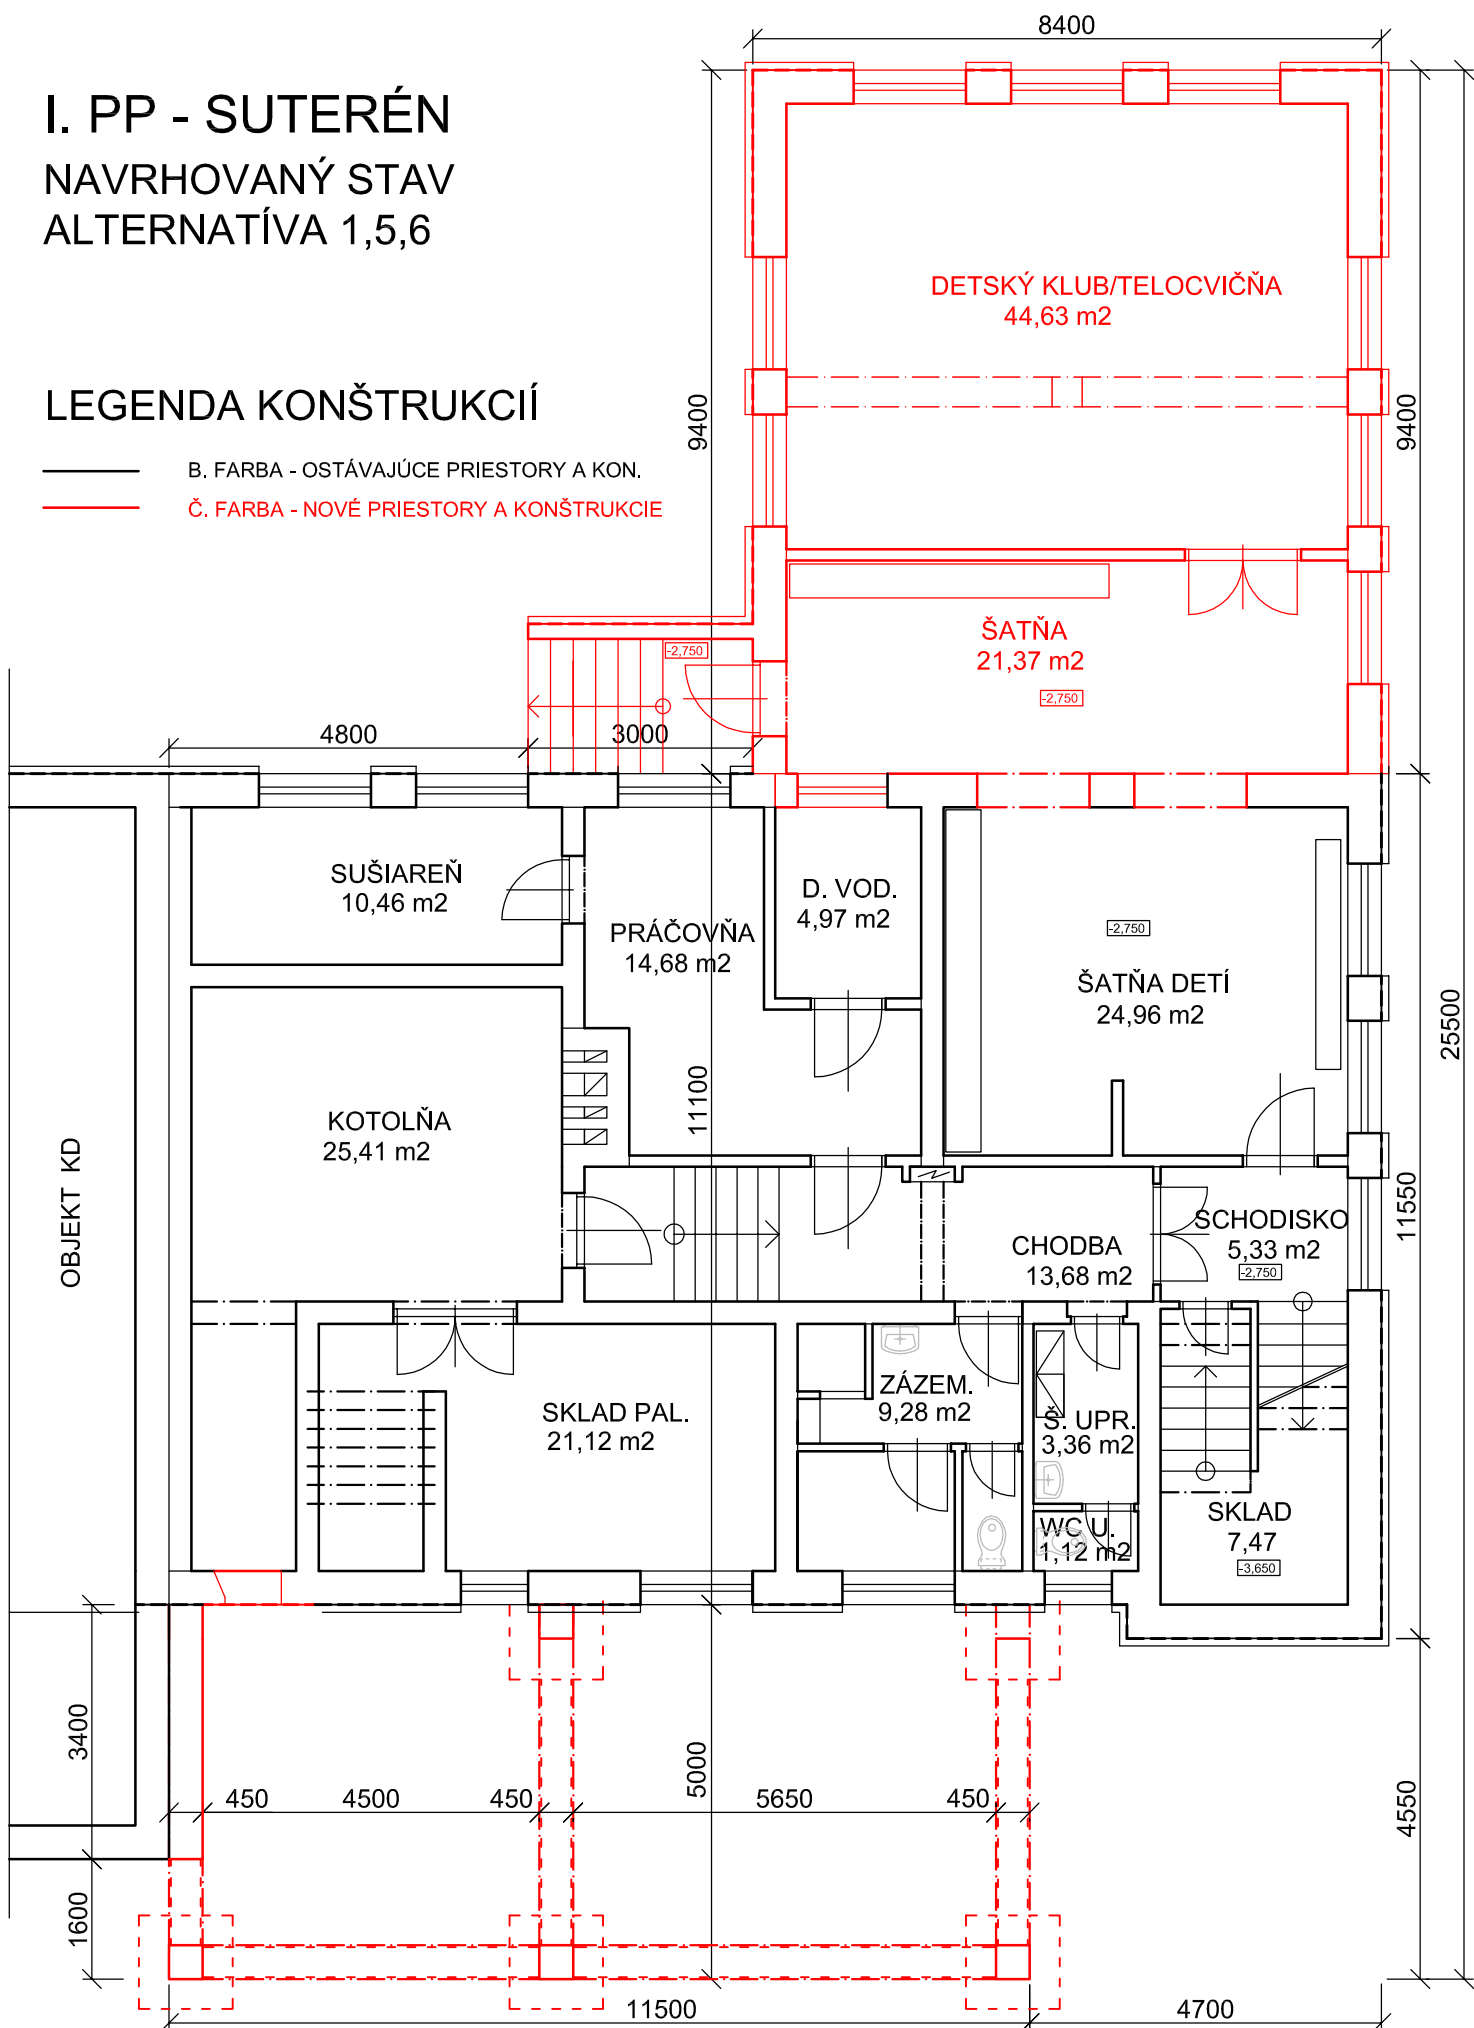 8400
I. PP - SUTERÉN
NAVRHOVANÝ STAV
ALTERNATÍVA 1,5,6
DETSKÝ KLUB/TELOCVIČŇA
44,63 m2
LEGENDA KONŠTRUKCIÍ
9400
9400
B. FARBA - OSTÁVAJÚCE PRIESTORY A KON.
Č. FARBA - NOVÉ PRIESTORY A KONŠTRUKCIE
ŠATŇA
21,37 m2
-2,750
-2,750
4800
3000
SUŠIAREŇ
10,46 m2
D. VOD.
4,97 m2
PRÁČOVŇA
14,68 m2
-2,750
ŠATŇA DETÍ
24,96 m2
25500
11100
KOTOLŇA
25,41 m2
OBJEKT KD
11550
SCHODISKO
5,33 m2
-2,750
CHODBA
13,68 m2
ZÁZEM.
9,28 m2
SKLAD PAL.
21,12 m2
Š. UPR.
3,36 m2
SKLAD
7,47
-3,650
WC U.
1,12 m2
3400
5000
450
4500
450
5650
450
4550
1600
11500
4700